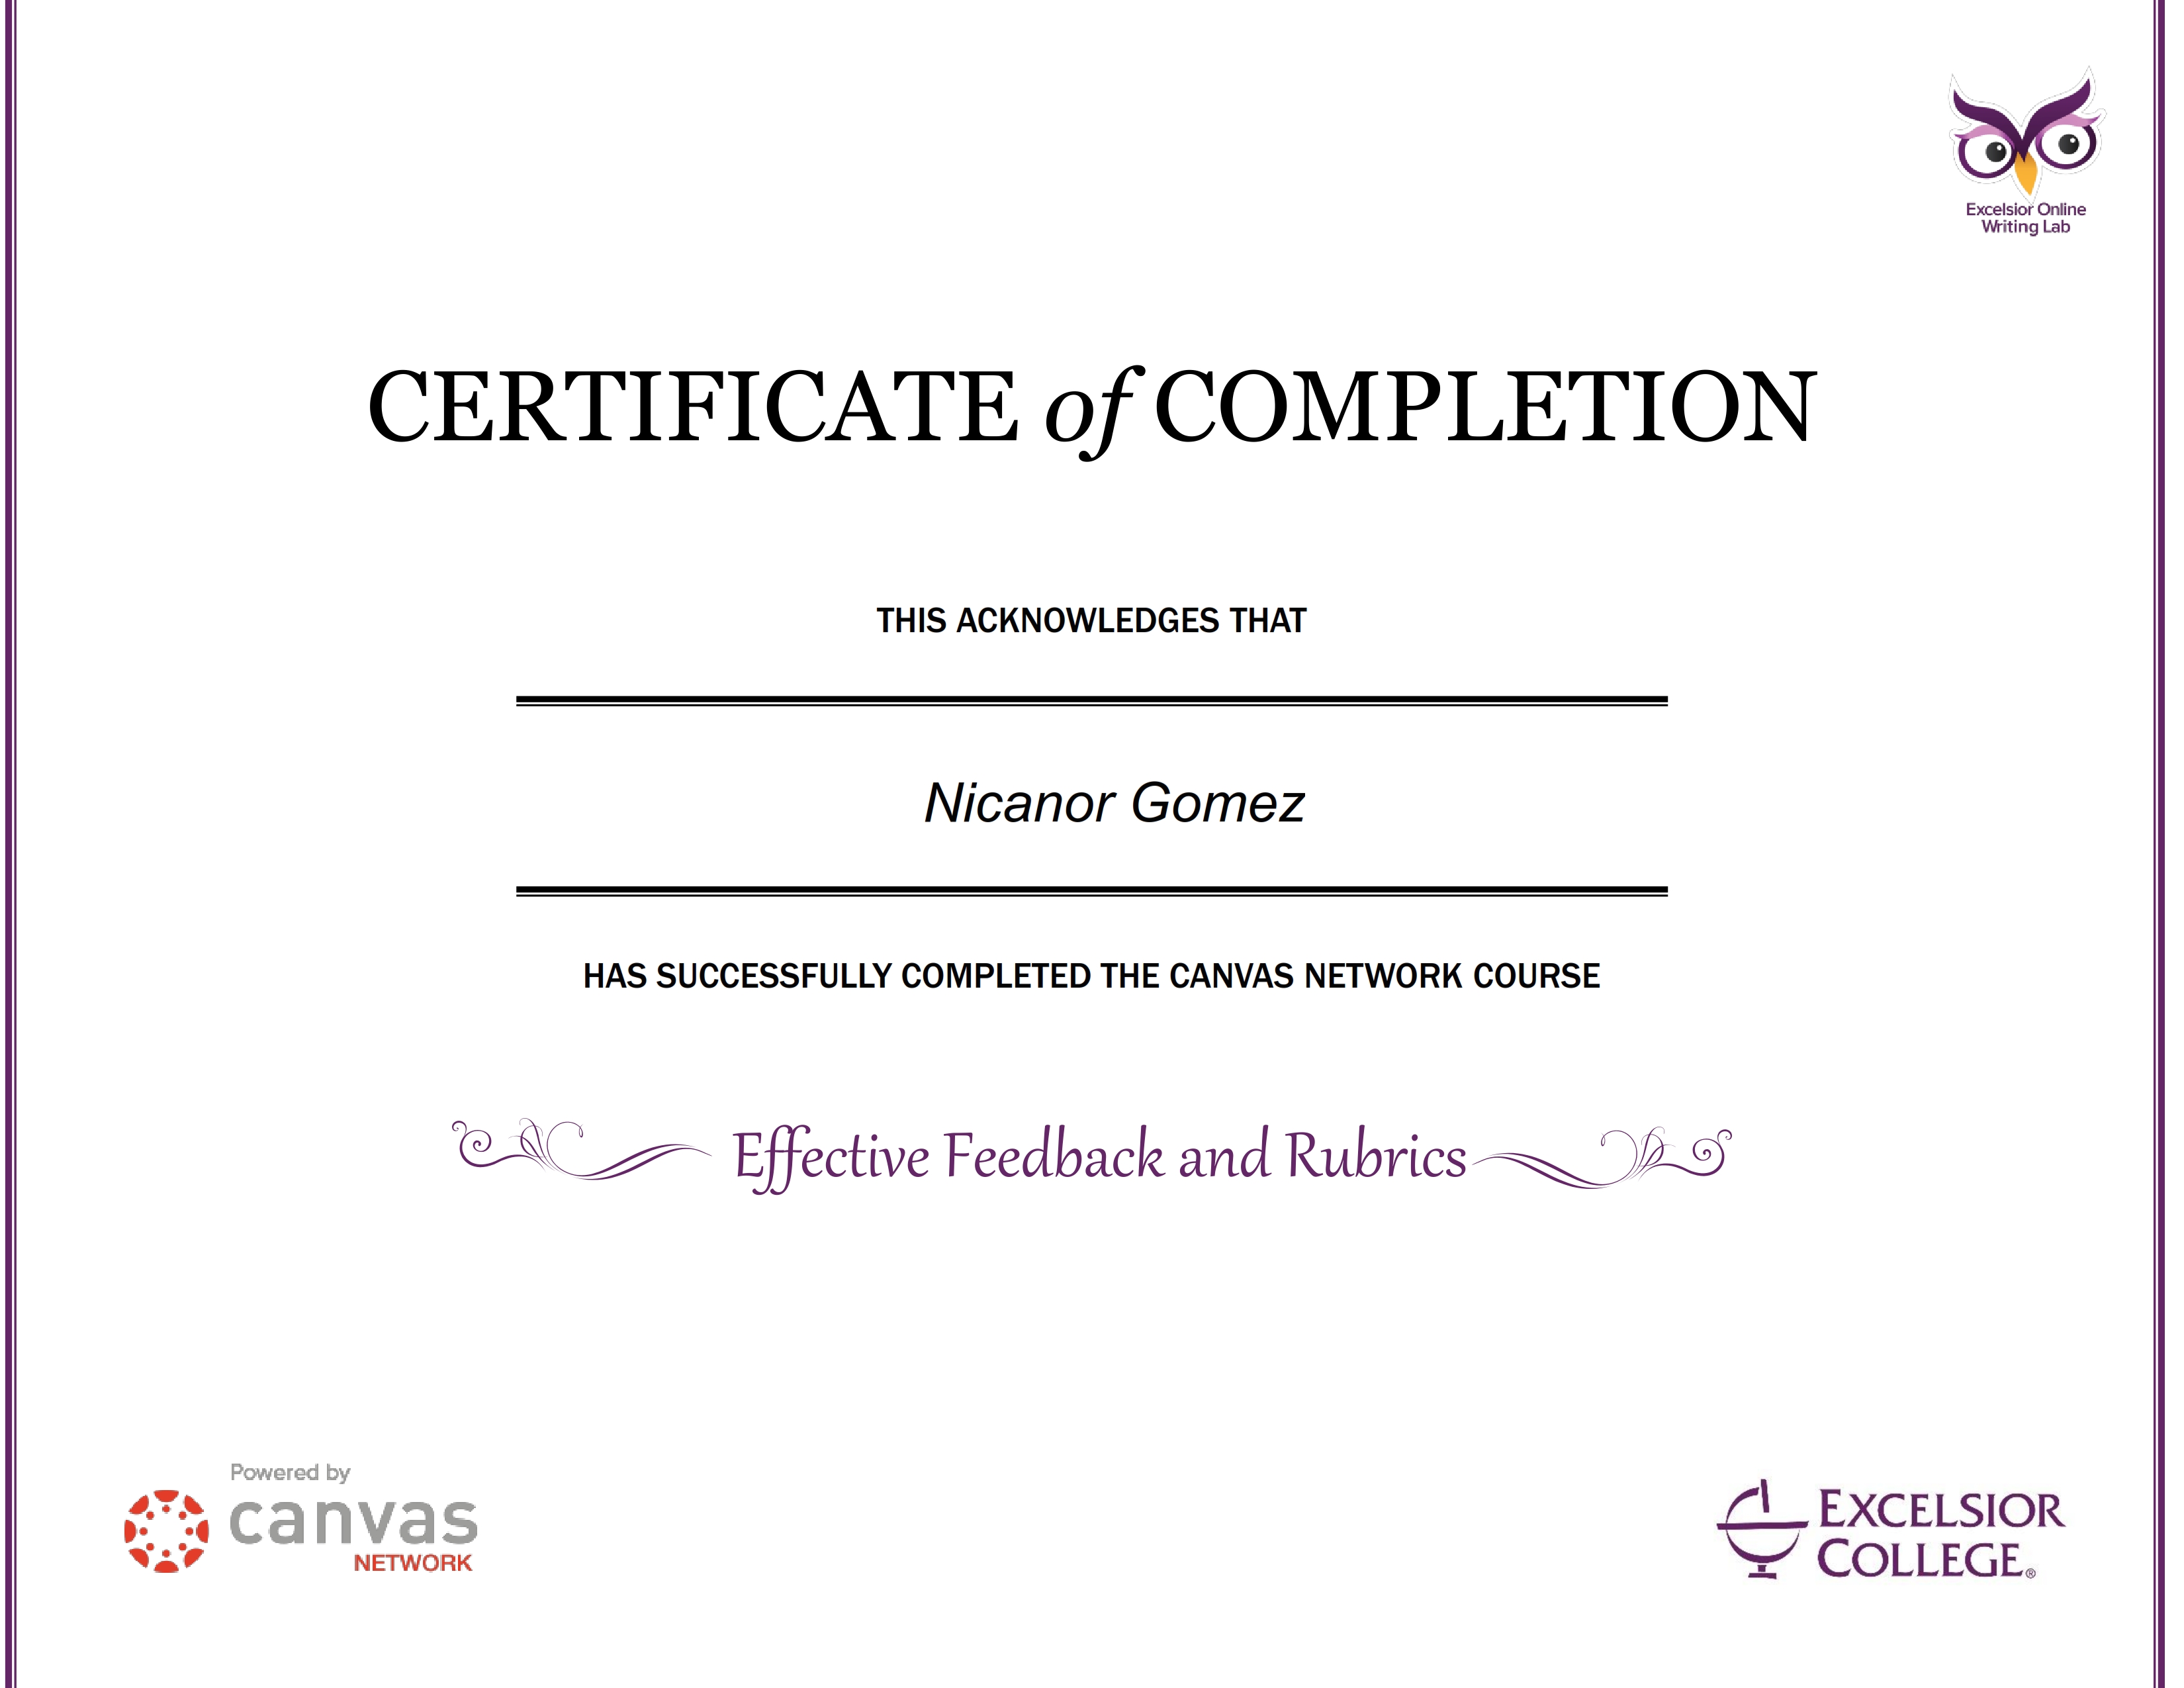 Excelsior Online
Writing Lab
CERTIFICATE of COMPLETION
THIS ACKNOWLEDGES THAT
Nicanor Gomez
HAS SUCCESSFULLY COMPLETED THE CANVAS NETWORK COURSE
Effective Feedback and Rubrics
Powered by
canvas
NETWORK
EXCELSIOR
COLLEGE®